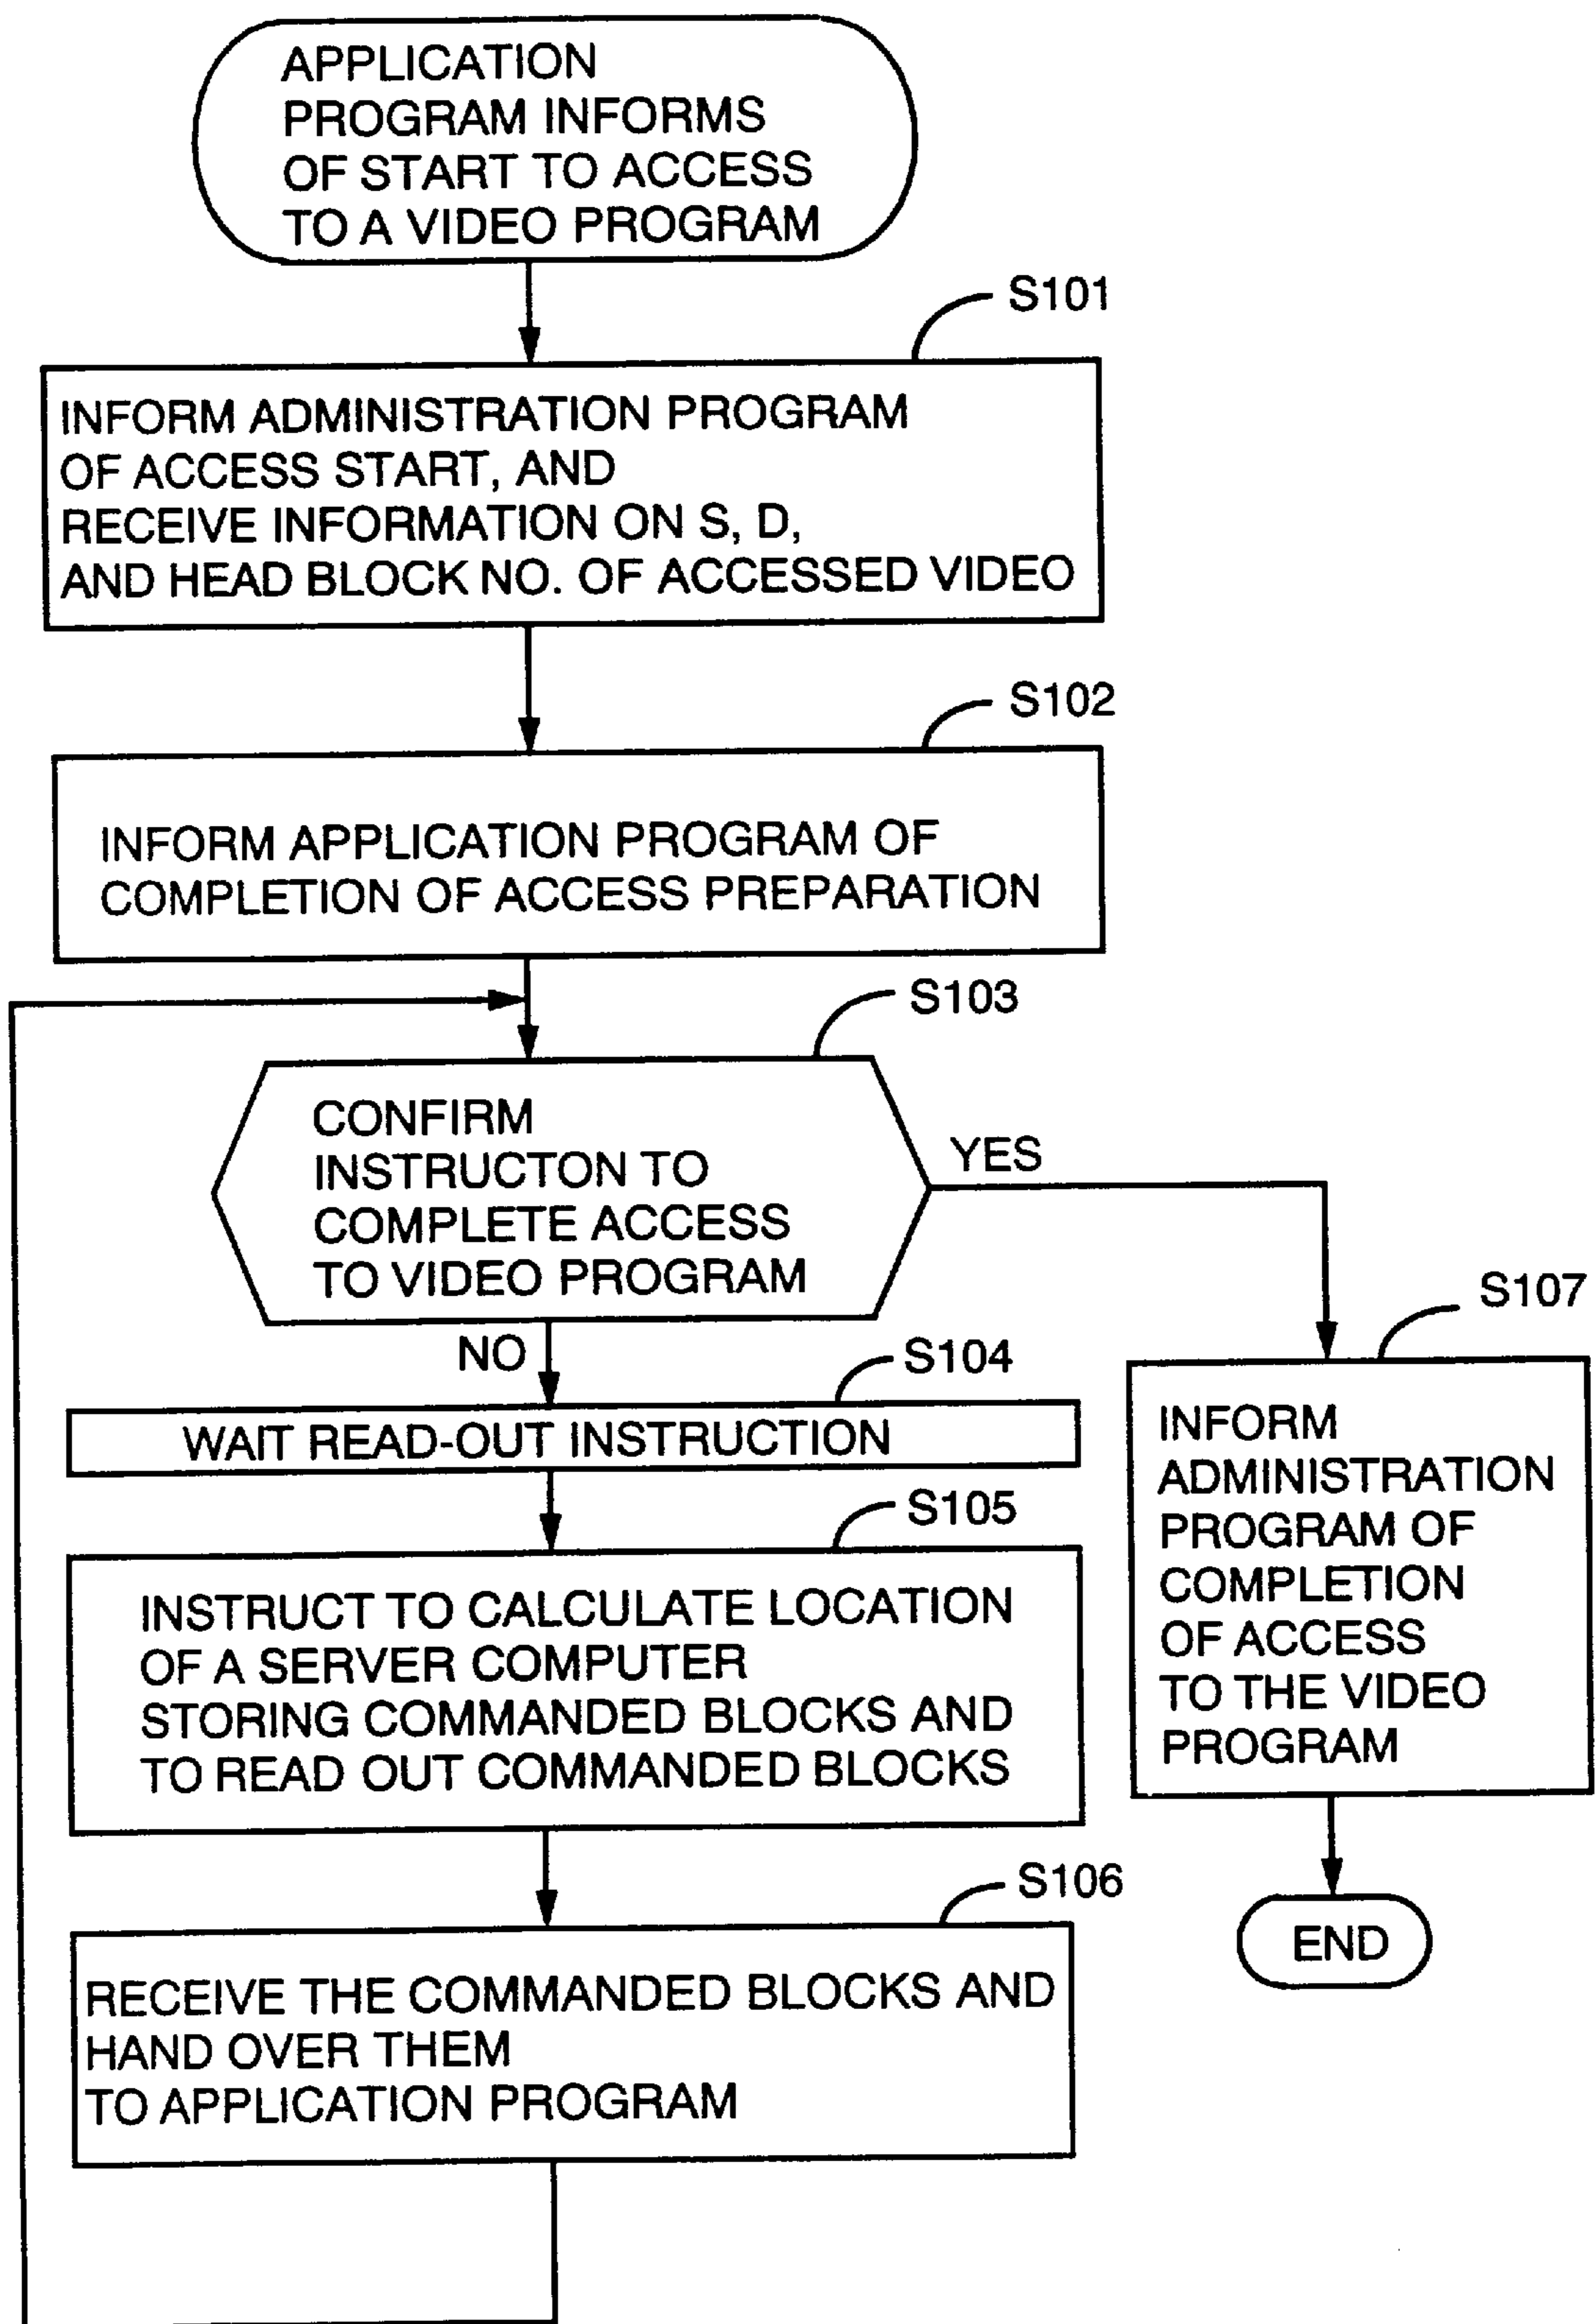 APPLICATION
PROGRAM INFORMS
OF START TO ACCESS
TO A VIDEO PROGRAM
S101
INFORM ADMINISTRATION PROGRAM
OF ACCESS START, AND
RECEIVE INFORMATION ON S, D,
AND HEAD BLOCK NO. OF ACCESSED VIDEO
S102
INFORM APPLICATION PROGRAM OF
COMPLETION OF ACCESS PREPARATION
S103
CONFIRM
INSTRUCTON TO
COMPLETE ACCESS
TO VIDEO PROGRAM
YES
NO
S104
WAIT READ-OUT INSTRUCTION
S105
INSTRUCT TO CALCULATE LOCATION
OF A SERVER COMPUTER
STORING COMMANDED BLOCKS AND
TO READ OUT COMMANDED BLOCKS
S106
RECEIVE THE COMMANDED BLOCKS AND
HAND OVER THEM
TO APPLICATION PROGRAM
S107
INFORM
ADMINISTRATION
PROGRAM OF
COMPLETION
OF ACCESS
TO THE VIDEO
PROGRAM
END